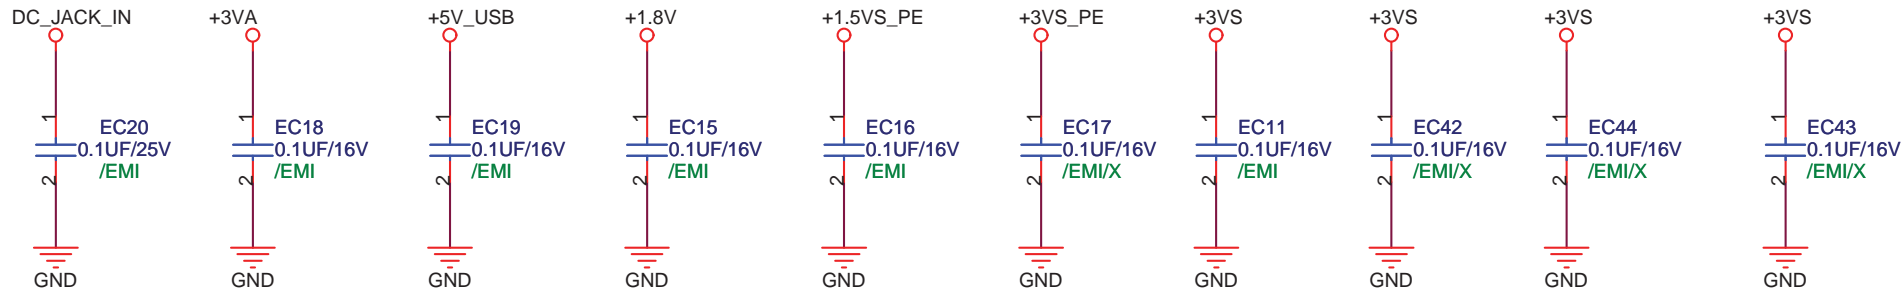 DC_JACK_IN
+3VA
+5V_USB
+1.8V
+1.5VS_PE
+3VS_PE
+3VS
+3VS
+3VS
+3VS
1
EC20
0.1UF/25V
/EMI
2
GND
1
EC18
0.1UF/16V
/EMI
2
GND
1
EC19
0.1UF/16V
/EMI
2
GND
1
EC15
0.1UF/16V
/EMI
2
GND
1
EC16
0.1UF/16V
/EMI
2
GND
1
EC17
0.1UF/16V
/EMI/X
2
GND
1
EC11
0.1UF/16V
/EMI
2
GND
1
EC42
0.1UF/16V
/EMI/X
2
GND
1
EC44
0.1UF/16V
/EMI/X
2
GND
1
EC43
0.1UF/16V
/EMI/X
2
GND